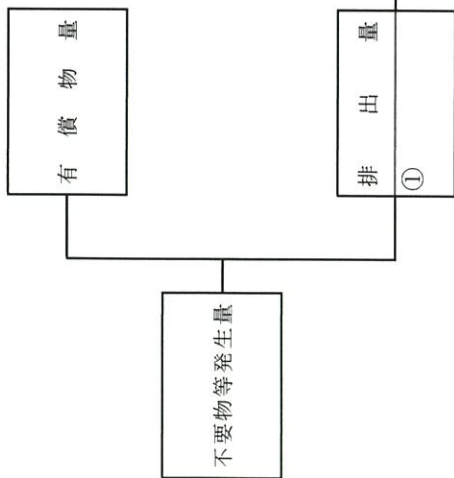 不要物等発生量
有償物量
排出量
①